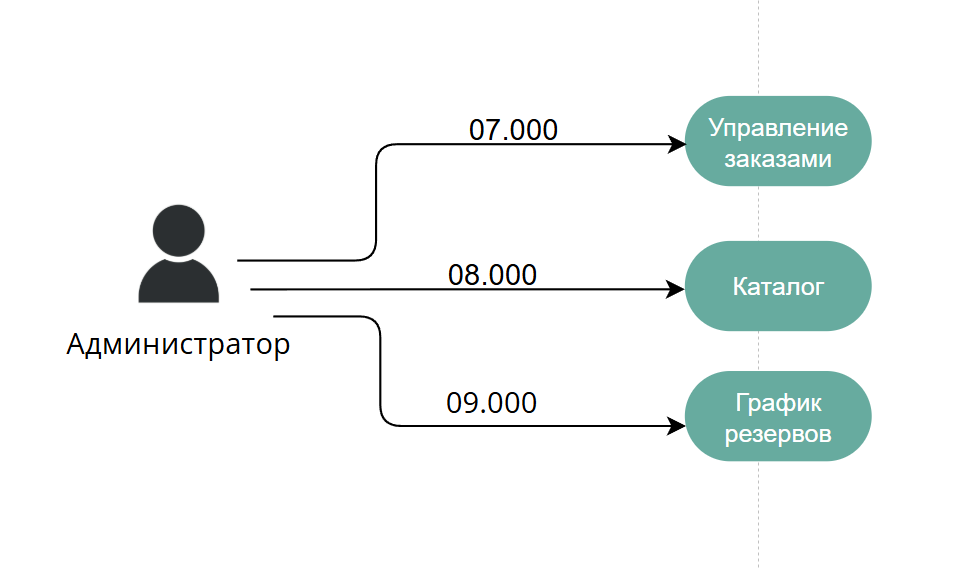 07.000
Управление
заказами
08.000
Каталог
Администратор
09.000
График
резервов